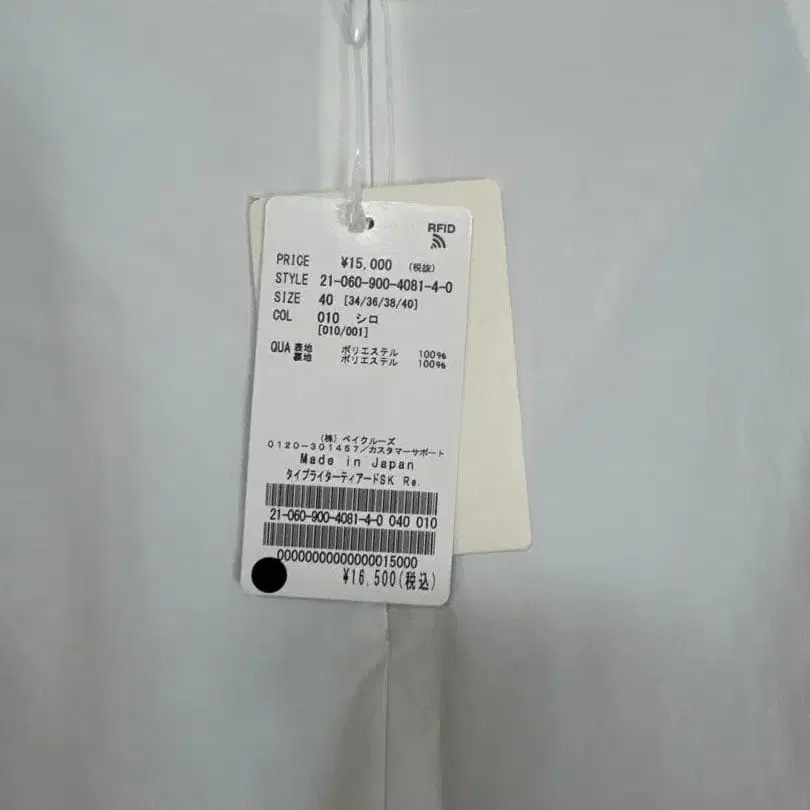 RFID
PRICE ¥15,000 (税抜)
STYLE 21-060-900-4081-4-0
SIZE 40 [34/36/38/40]
COL 010 シロ
[010/001]
QUA 表地 ポリエステル 100%
裏地 ポリエステル 100%
(株) ベイクルーズ
0120-301457/カスタマーサポート
Made in Japan
タイプライターティアードSK Re.
21-060-900-4081-4-0 040 010
00000000000000015000
¥16,500(税込)